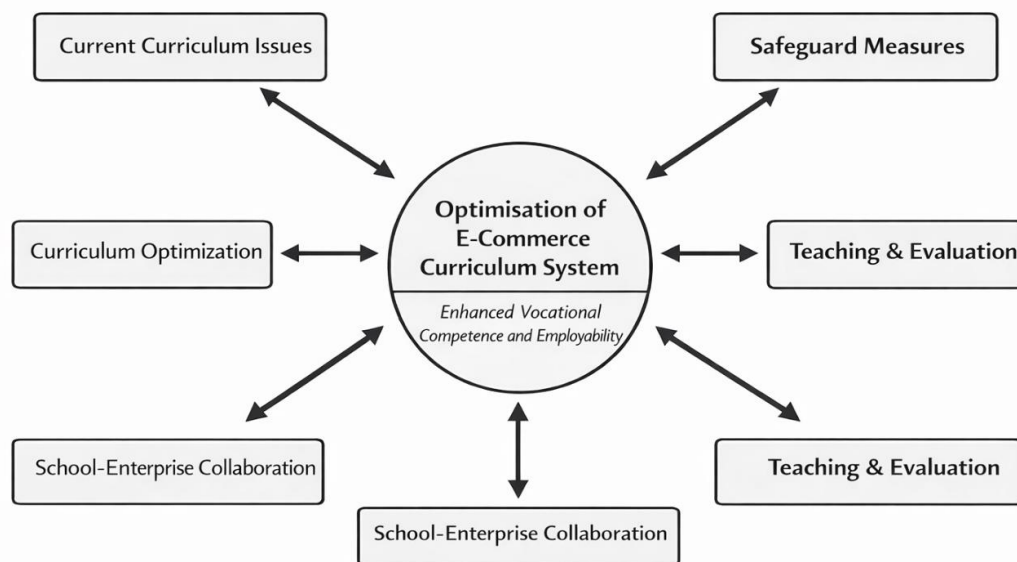 Current Curriculum Issues
Safeguard Measures
Optimisation of
E-Commerce
Curriculum System
Enhanced Vocational
Competence and Employability
Curriculum Optimization
Teaching & Evaluation
School-Enterprise Collaboration
Teaching & Evaluation
School-Enterprise Collaboration